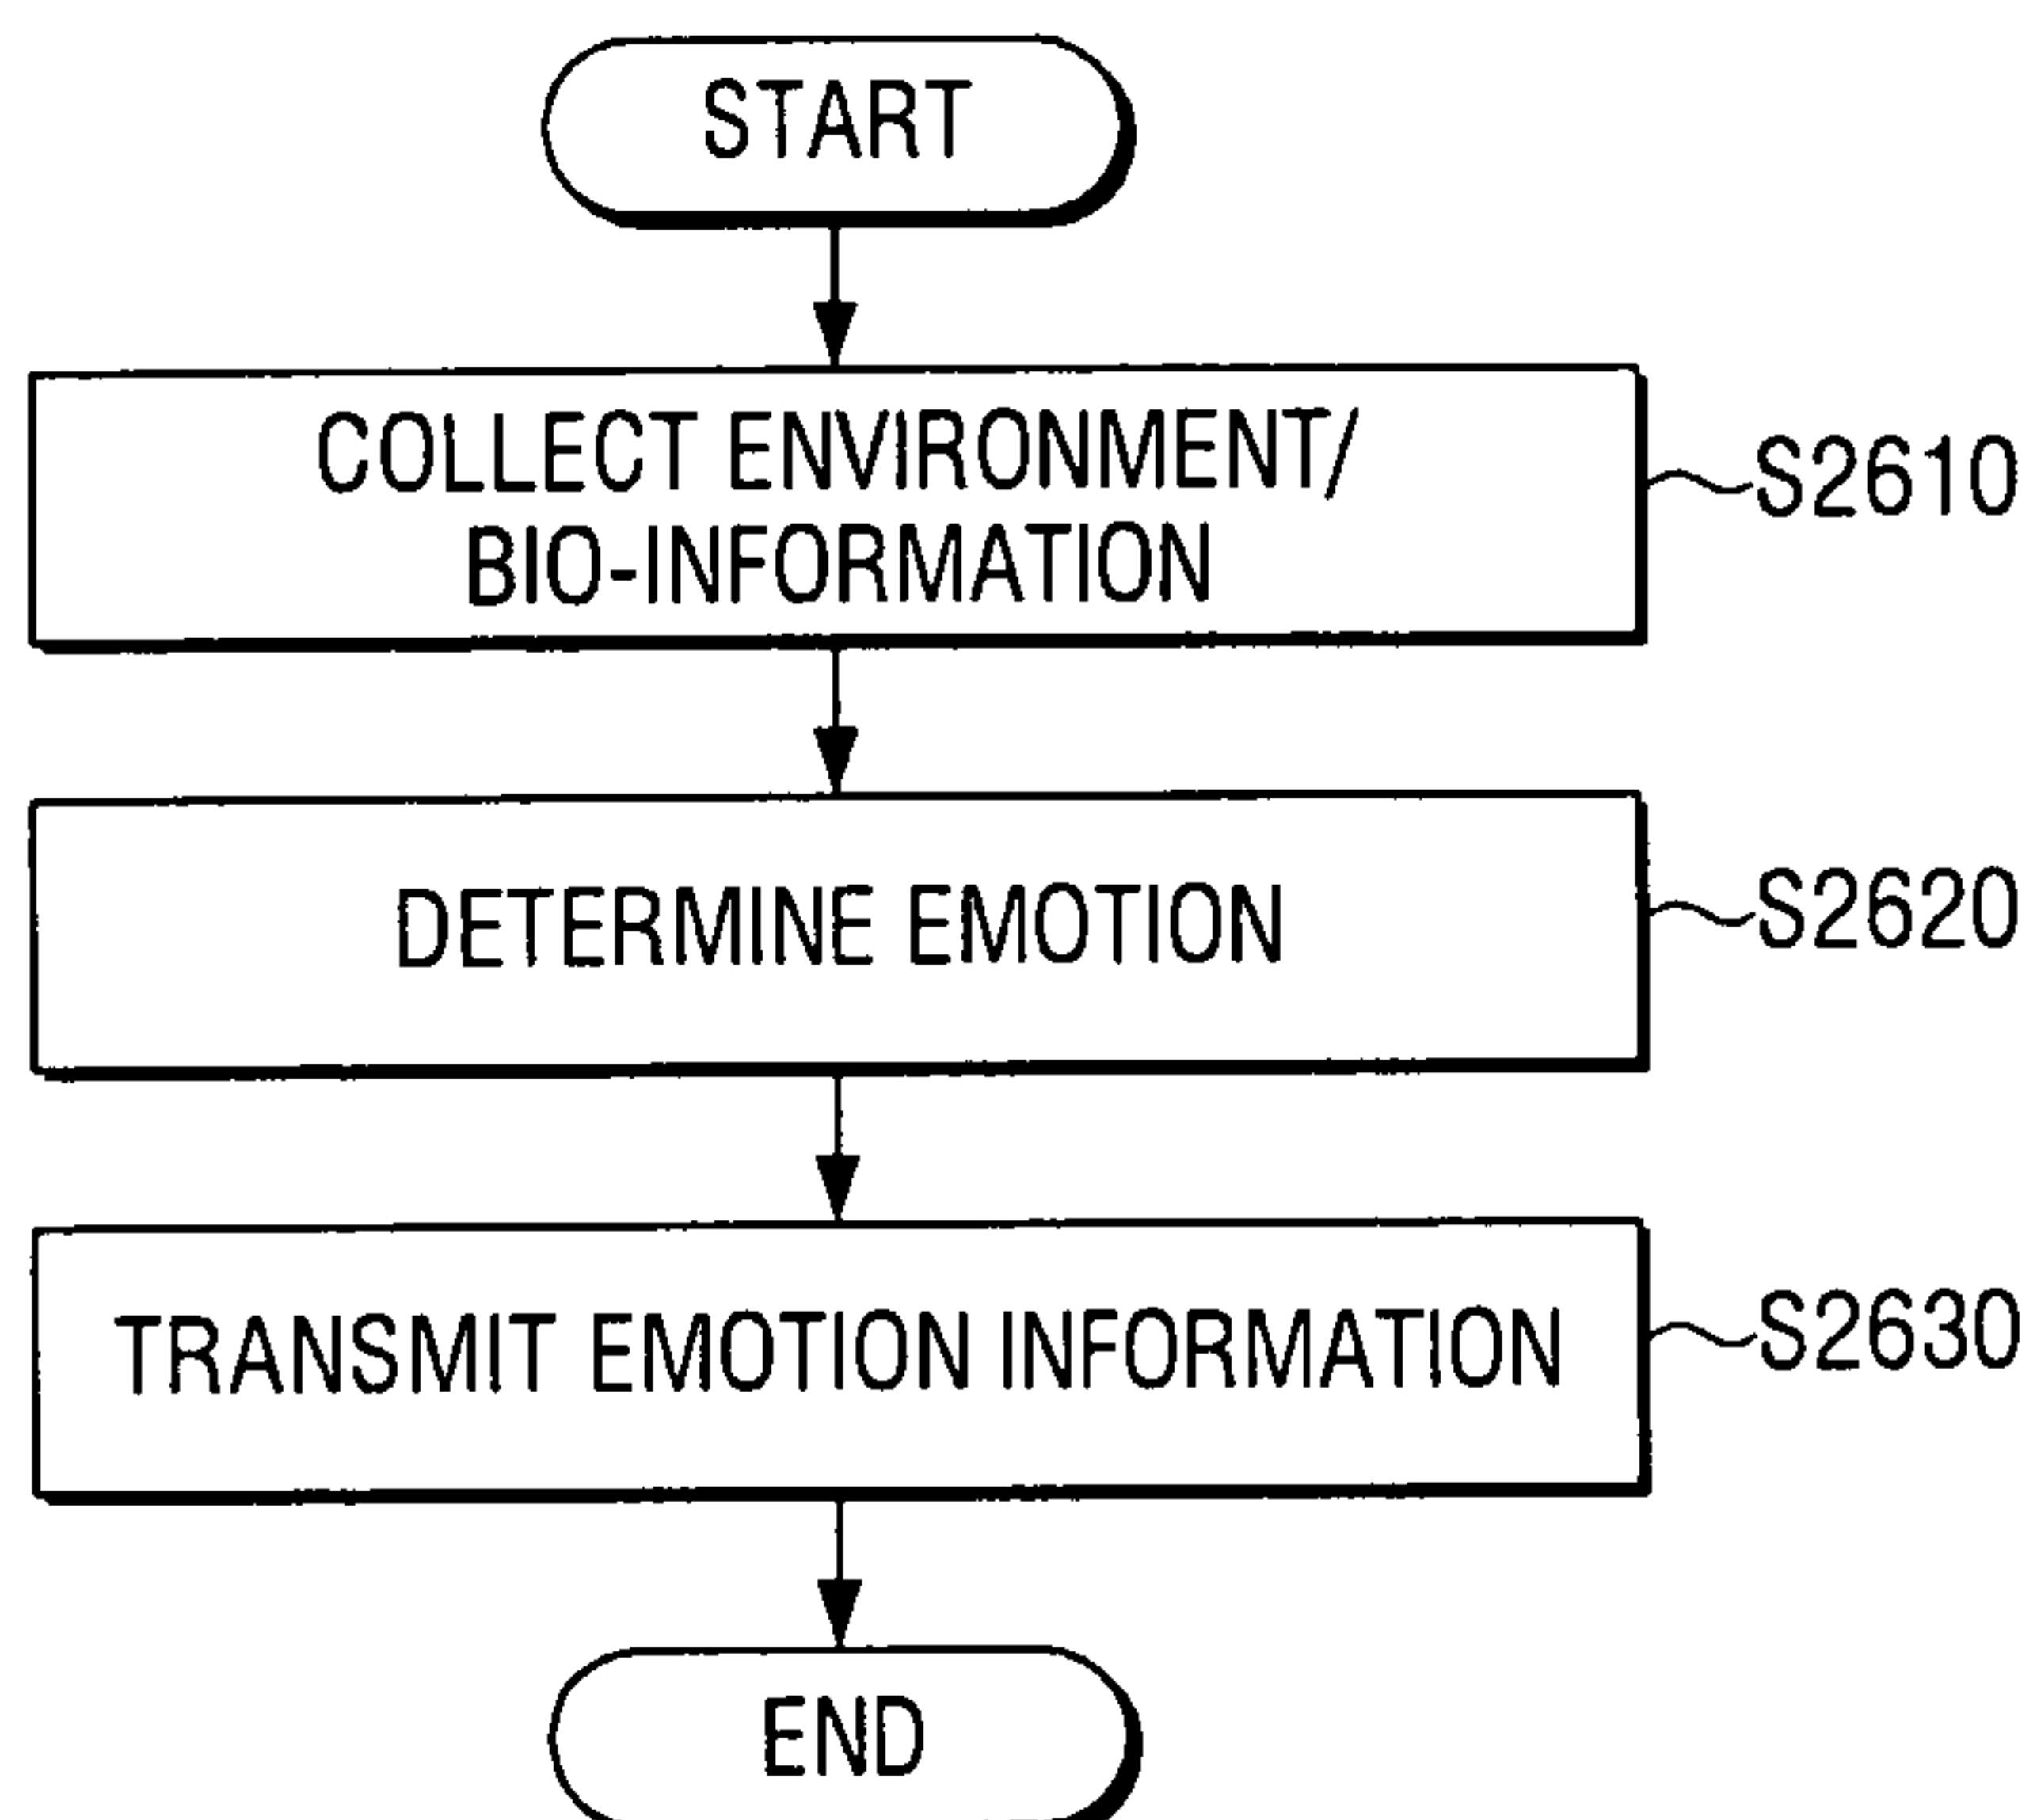 START
COLLECT ENVIRONMENT/
BIO-INFORMATION
S2610
DETERMINE EMOTION
S2620
TRANSMIT EMOTION INFORMATION
S2630
END